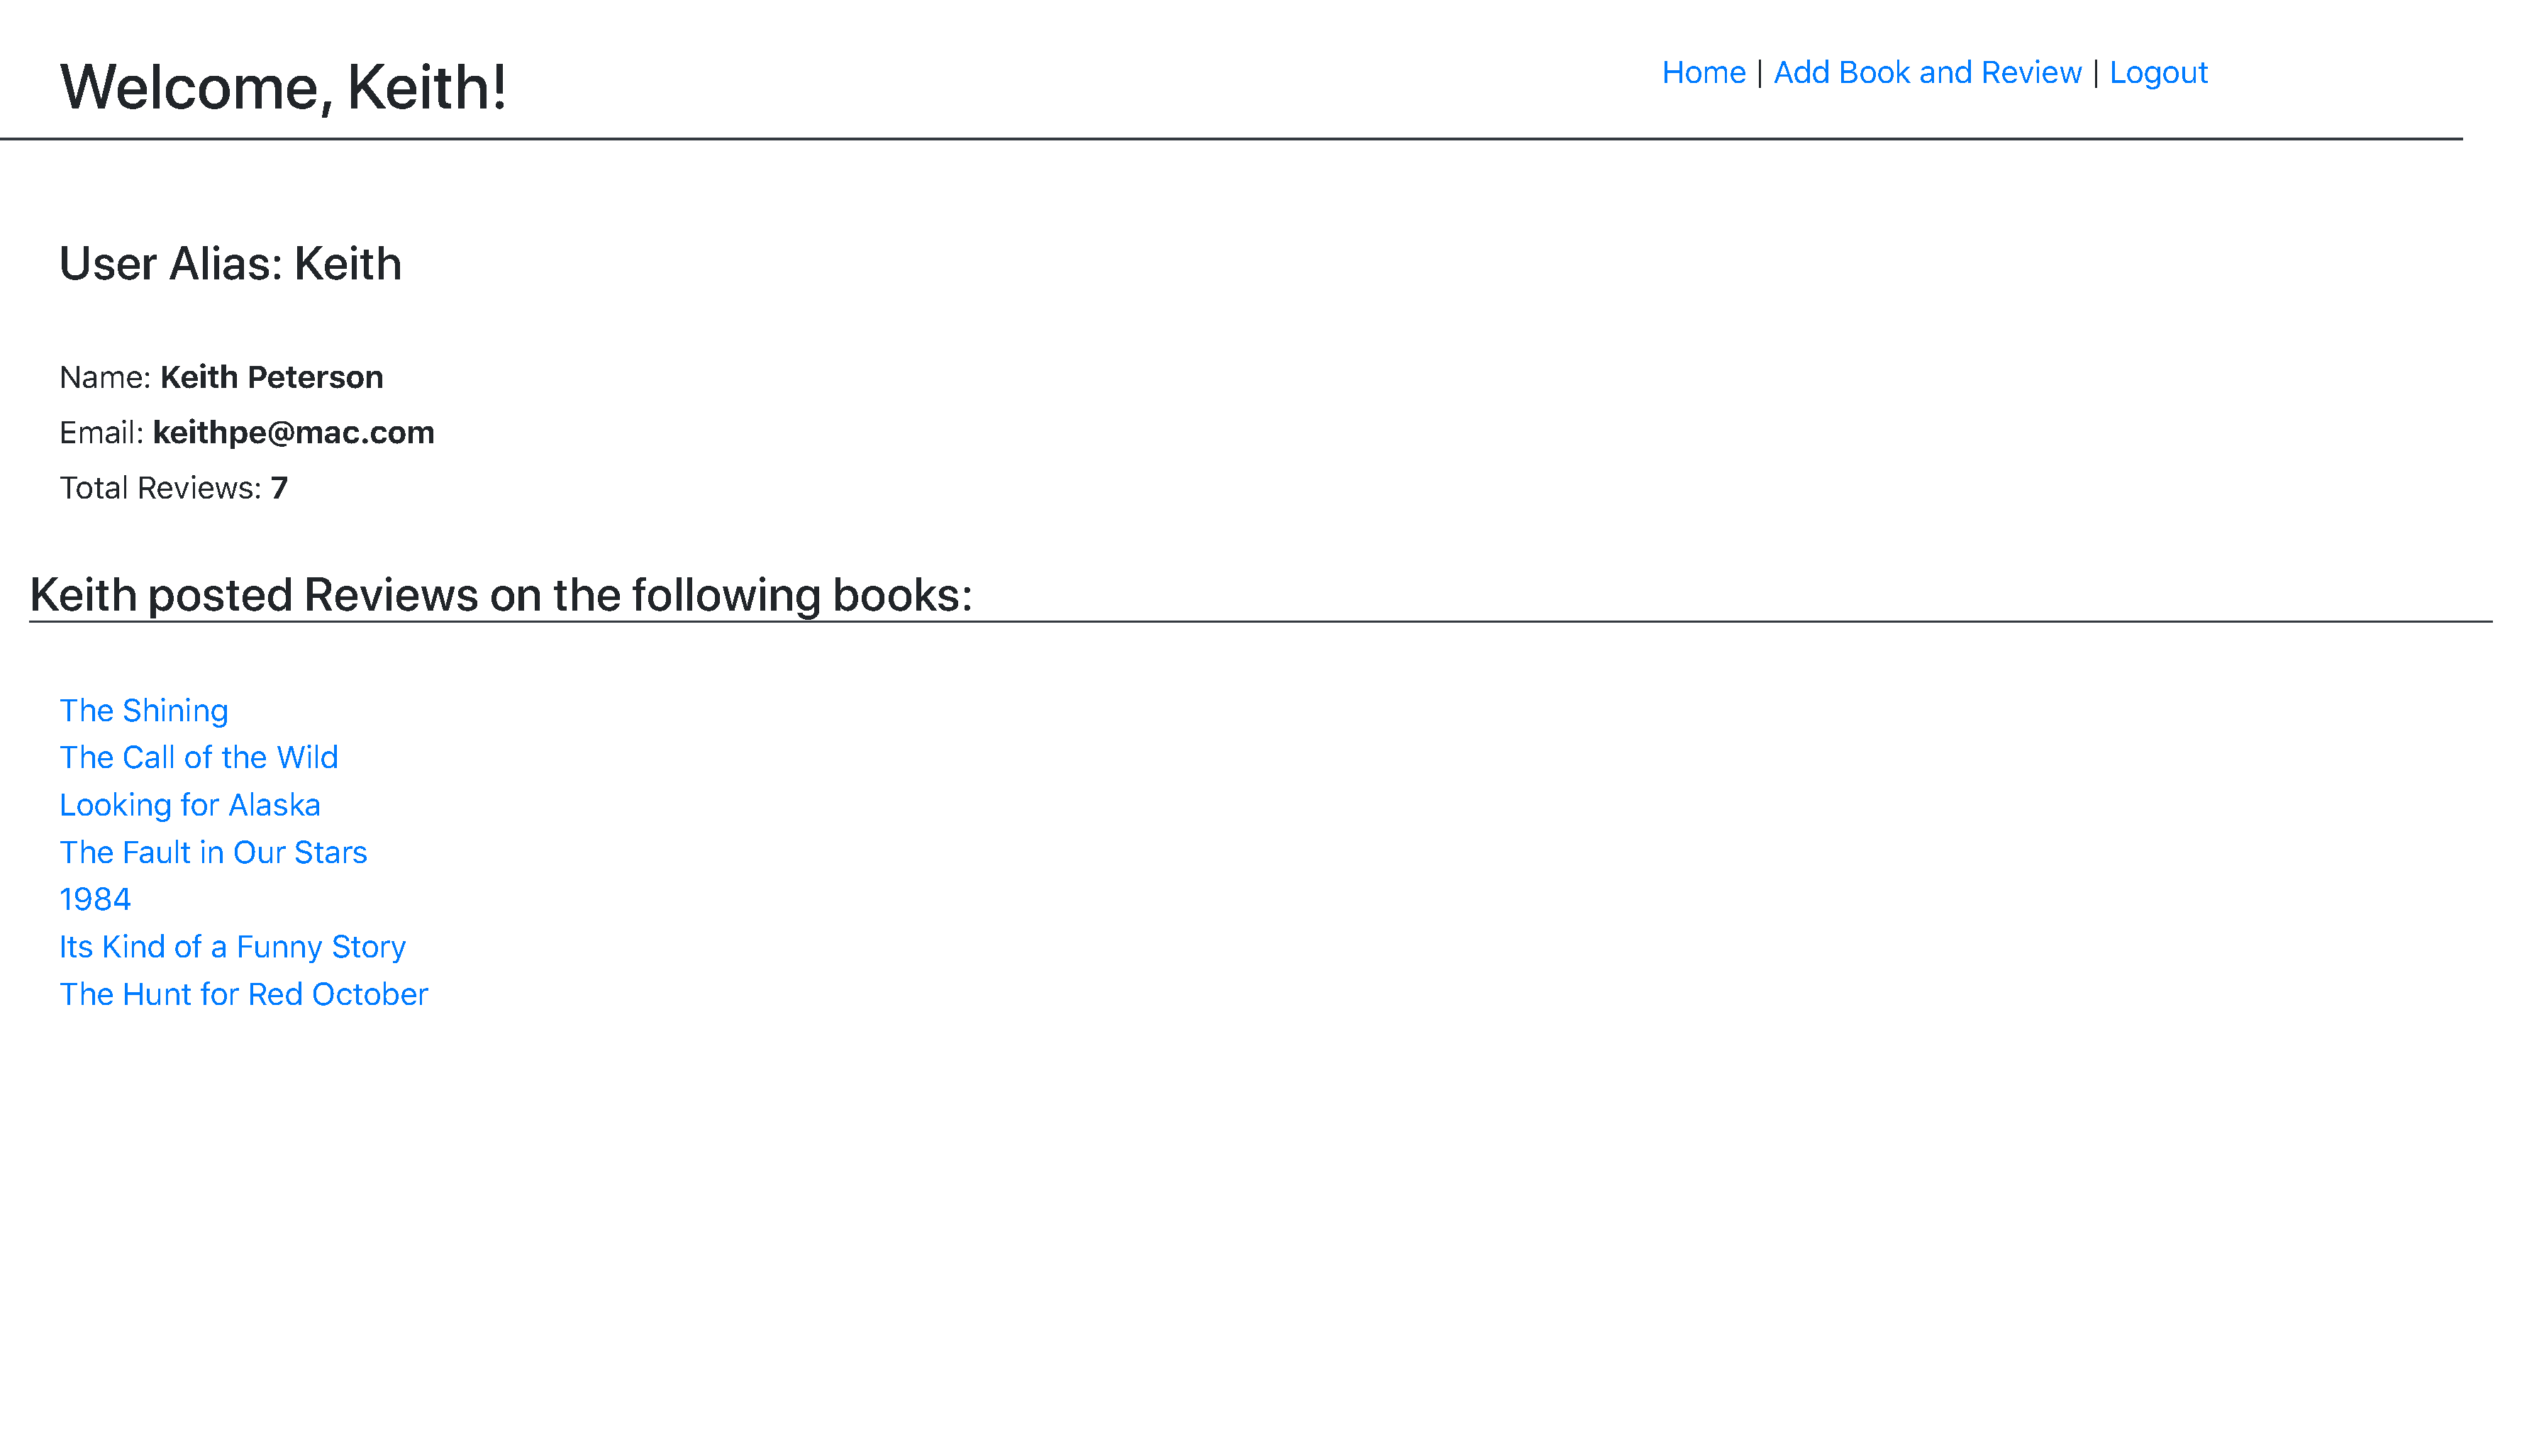 Welcome, Keith!
Home | Add Book and Review | Logout
User Alias: Keith
Name: Keith Peterson
Email: keithpe@mac.com
Total Reviews: 7
Keith posted Reviews on the following books:
The Shining
The Call of the Wild
Looking for Alaska
The Fault in Our Stars
1984
Its Kind of a Funny Story
The Hunt for Red October